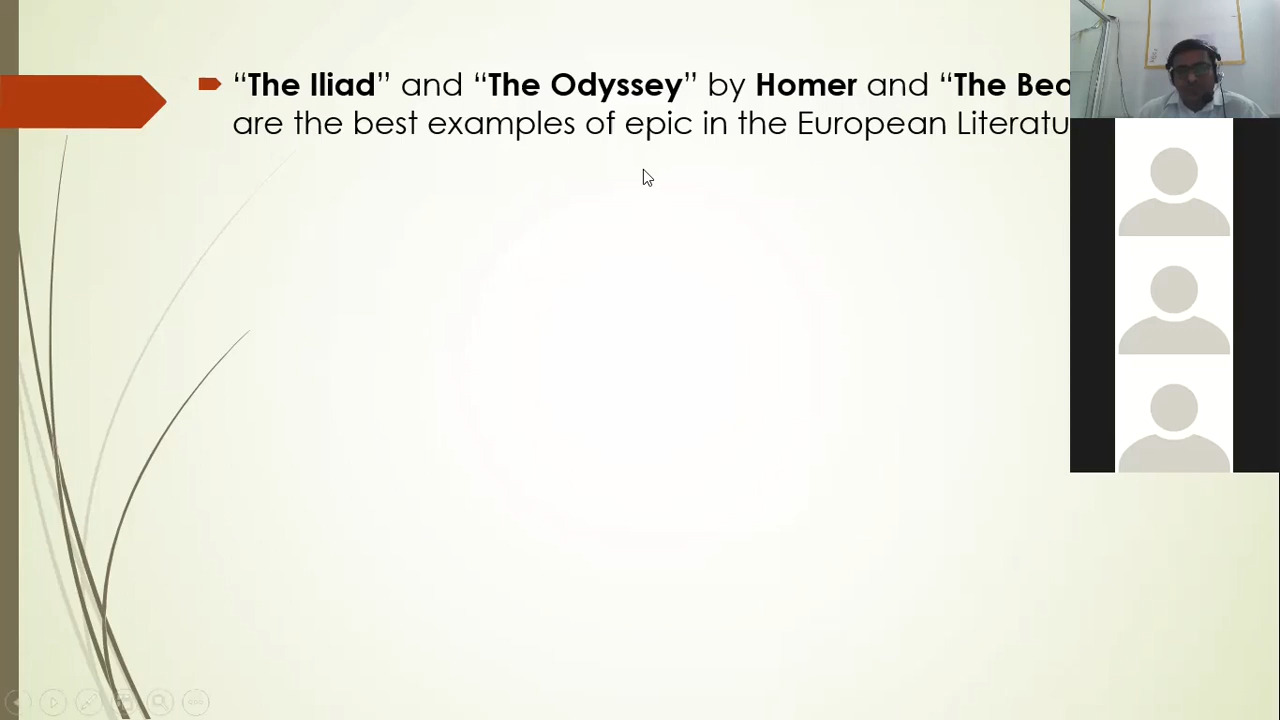 “The Iliad” and “The Odyssey” by Homer and “The Beo
are the best examples of epic in the European Literatu